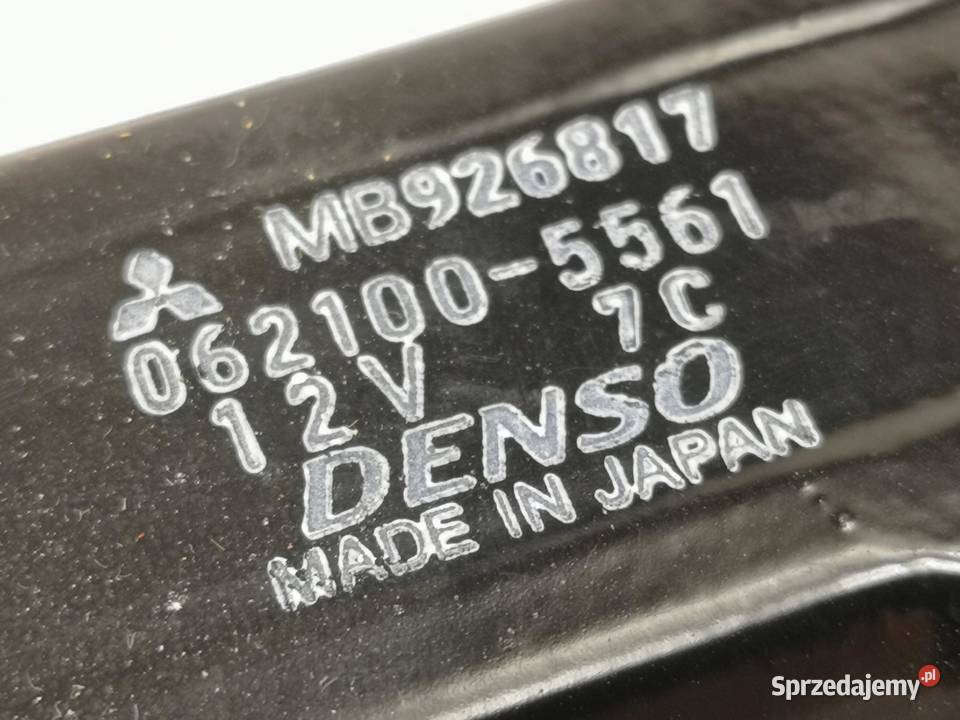 MB926817
062100-5561
12V 7C
DENSO
MADE IN JAPAN
Sprzedajemy.pl